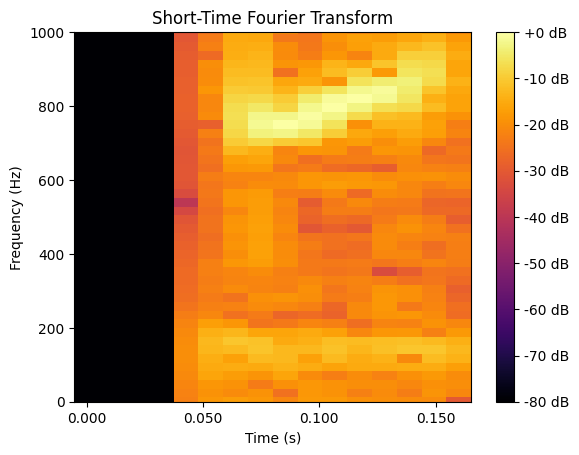 Short-Time Fourier Transform
1000
800
600
400
200
0
Frequency (Hz)
0.000
0.050
0.100
0.150
Time (s)
+0 dB
-10 dB
-20 dB
-30 dB
-40 dB
-50 dB
-60 dB
-70 dB
-80 dB